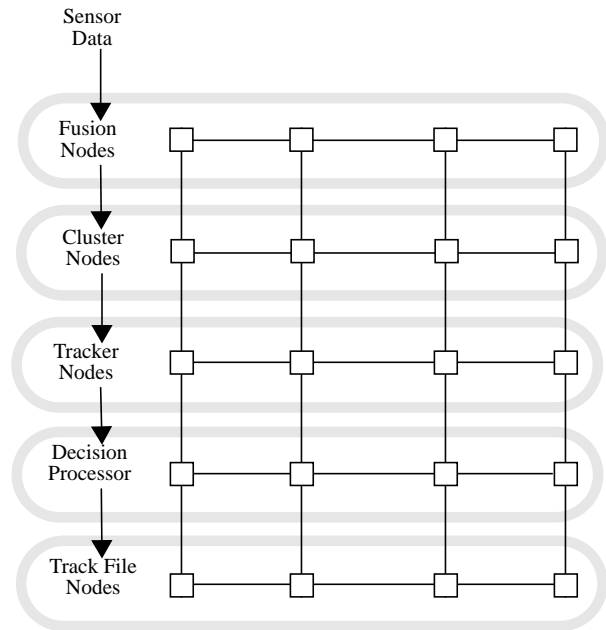 Sensor
Data
Fusion
Nodes
Cluster
Nodes
Tracker
Nodes
Decision
Processor
Track File
Nodes